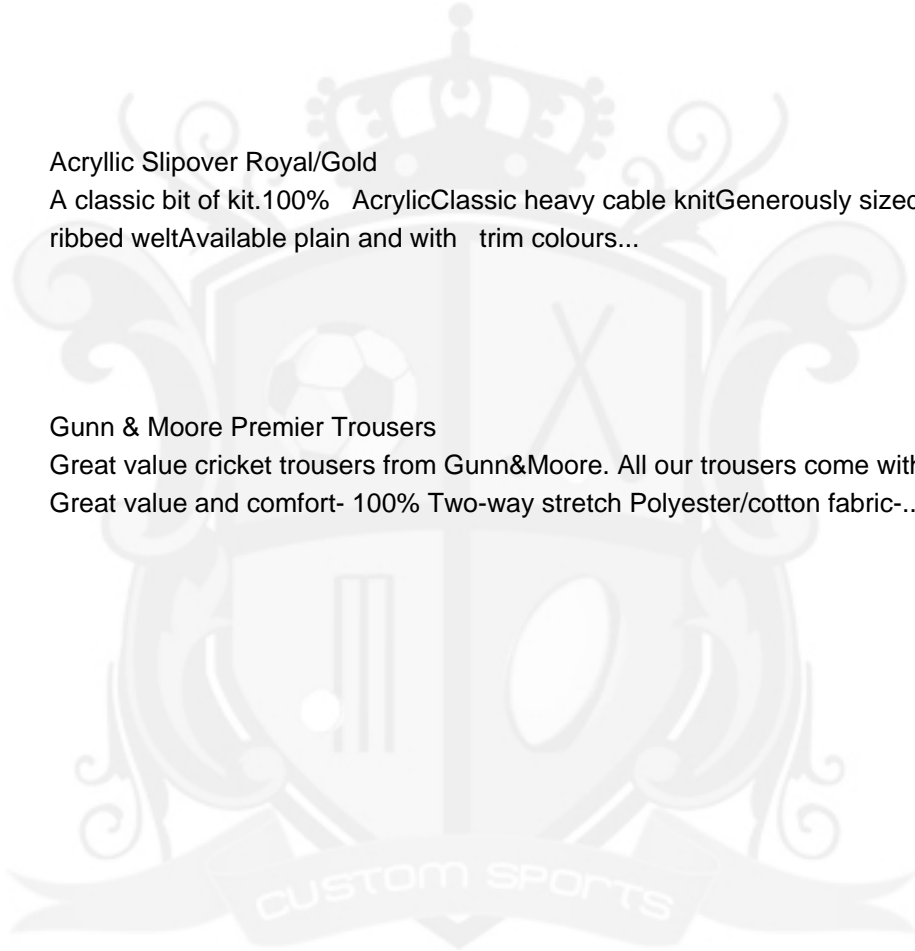 Acryllic Slipover Royal/Gold
A classic bit of kit.100%   AcrylicClassic heavy cable knitGenerously sized
ribbed weltAvailable plain and with   trim colours...
Gunn & Moore Premier Trousers
Great value cricket trousers from Gunn&Moore. All our trousers come with
Great value and comfort- 100% Two-way stretch Polyester/cotton fabric-..
CUSTOM SPORTS